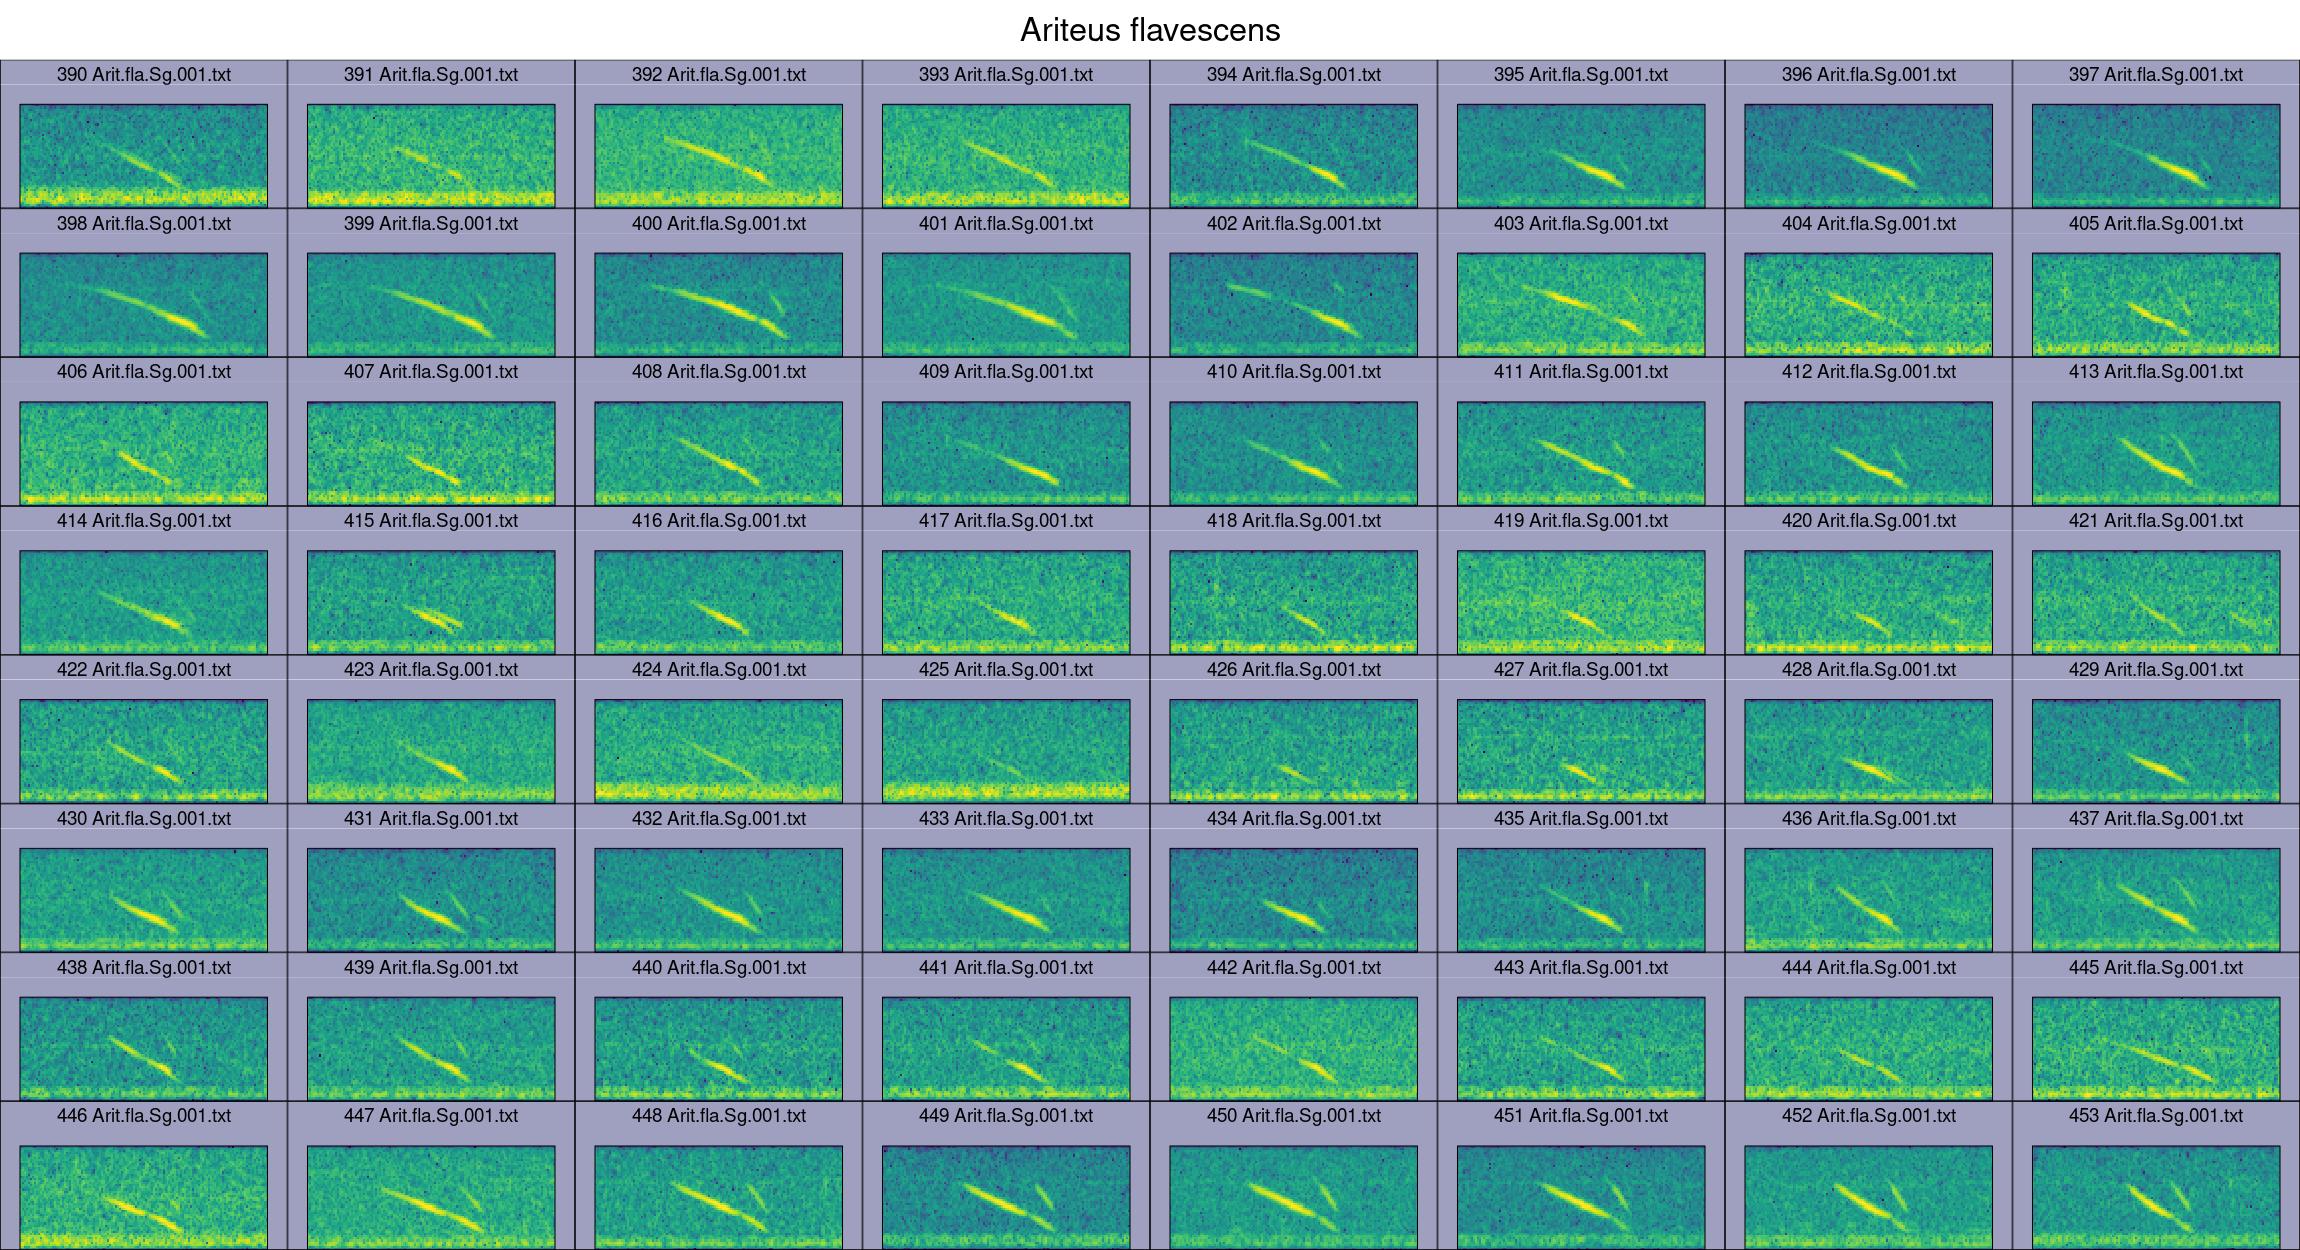 Ariteus flavescens
390 Arit.fla.Sg.001.txt 391 Arit.fla.Sg.001.txt 392 Arit.fla.Sg.001.txt 393 Arit.fla.Sg.001.txt 394 Arit.fla.Sg.001.txt 395 Arit.fla.Sg.001.txt 396 Arit.fla.Sg.001.txt 397 Arit.fla.Sg.001.txt
398 Arit.fla.Sg.001.txt 399 Arit.fla.Sg.001.txt 400 Arit.fla.Sg.001.txt 401 Arit.fla.Sg.001.txt 402 Arit.fla.Sg.001.txt 403 Arit.fla.Sg.001.txt 404 Arit.fla.Sg.001.txt 405 Arit.fla.Sg.001.txt
406 Arit.fla.Sg.001.txt 407 Arit.fla.Sg.001.txt 408 Arit.fla.Sg.001.txt 409 Arit.fla.Sg.001.txt 410 Arit.fla.Sg.001.txt 411 Arit.fla.Sg.001.txt 412 Arit.fla.Sg.001.txt 413 Arit.fla.Sg.001.txt
414 Arit.fla.Sg.001.txt 415 Arit.fla.Sg.001.txt 416 Arit.fla.Sg.001.txt 417 Arit.fla.Sg.001.txt 418 Arit.fla.Sg.001.txt 419 Arit.fla.Sg.001.txt 420 Arit.fla.Sg.001.txt 421 Arit.fla.Sg.001.txt
422 Arit.fla.Sg.001.txt 423 Arit.fla.Sg.001.txt 424 Arit.fla.Sg.001.txt 425 Arit.fla.Sg.001.txt 426 Arit.fla.Sg.001.txt 427 Arit.fla.Sg.001.txt 428 Arit.fla.Sg.001.txt 429 Arit.fla.Sg.001.txt
430 Arit.fla.Sg.001.txt 431 Arit.fla.Sg.001.txt 432 Arit.fla.Sg.001.txt 433 Arit.fla.Sg.001.txt 434 Arit.fla.Sg.001.txt 435 Arit.fla.Sg.001.txt 436 Arit.fla.Sg.001.txt 437 Arit.fla.Sg.001.txt
438 Arit.fla.Sg.001.txt 439 Arit.fla.Sg.001.txt 440 Arit.fla.Sg.001.txt 441 Arit.fla.Sg.001.txt 442 Arit.fla.Sg.001.txt 443 Arit.fla.Sg.001.txt 444 Arit.fla.Sg.001.txt 445 Arit.fla.Sg.001.txt
446 Arit.fla.Sg.001.txt 447 Arit.fla.Sg.001.txt 448 Arit.fla.Sg.001.txt 449 Arit.fla.Sg.001.txt 450 Arit.fla.Sg.001.txt 451 Arit.fla.Sg.001.txt 452 Arit.fla.Sg.001.txt 453 Arit.fla.Sg.001.txt